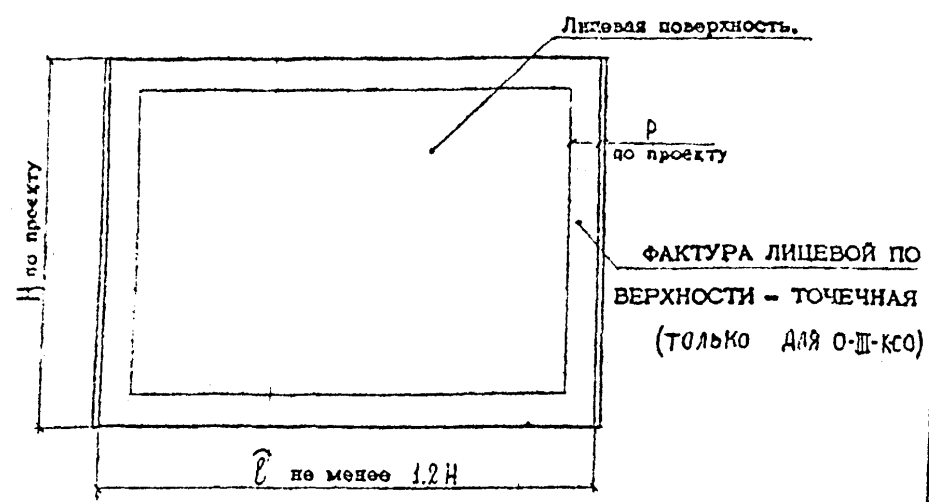 Лицевая поверхность.
P
по проекту
H по проекту
ФАКТУРА ЛИЦЕВОЙ ПО
ВЕРХНОСТИ - ТОЧЕЧНАЯ
(ТОЛЬКО ДЛЯ О-III-КСО)
ℓ не менее 1.2 H